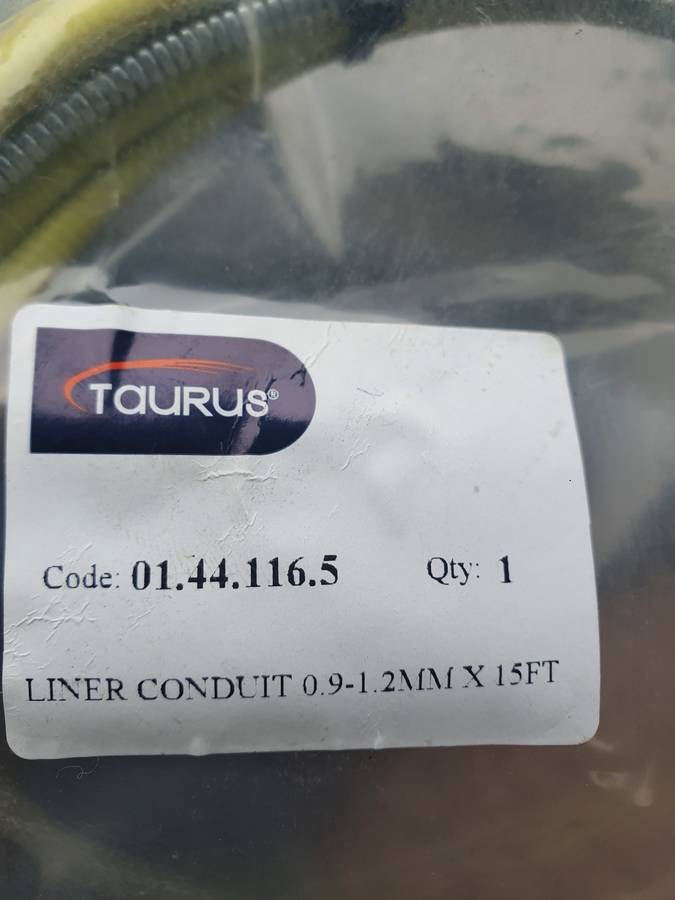 TAURUS®
Code: 01.44.116.5 Qty: 1
LINER CONDUIT 0.9-1.2MM X 15FT